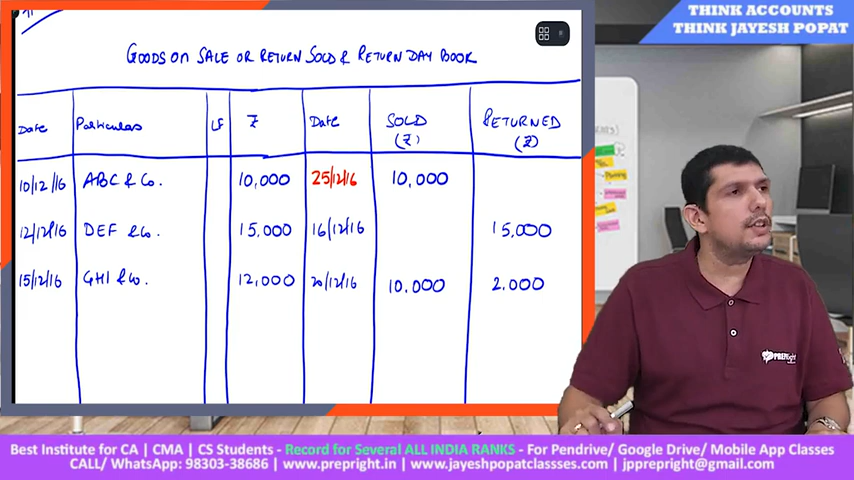 THINK ACCOUNTS
THINK JAYESH POPAT
GOODS ON SALE OR RETURN SOLD & RETURN DAY BOOK
Date Particulars LF ₹ Date SOLD (₹) RETURNED (₹)
10/12/16 ABC & Co. 10,000 25/12/16 10,000
12/12/16 DEF & Co. 15,000 16/12/16 15,000
15/12/16 GHI & Co. 12,000 20/12/16 10,000 2,000
PREPRight
Best Institute for CA | CMA | CS Students - Record for Several ALL INDIA RANKS - For Pendrive/ Google Drive/ Mobile App Classes
CALL/ WhatsApp: 98303-38686 | www.prepright.in | www.jayeshpopatclassses.com | jpprepright@gmail.com